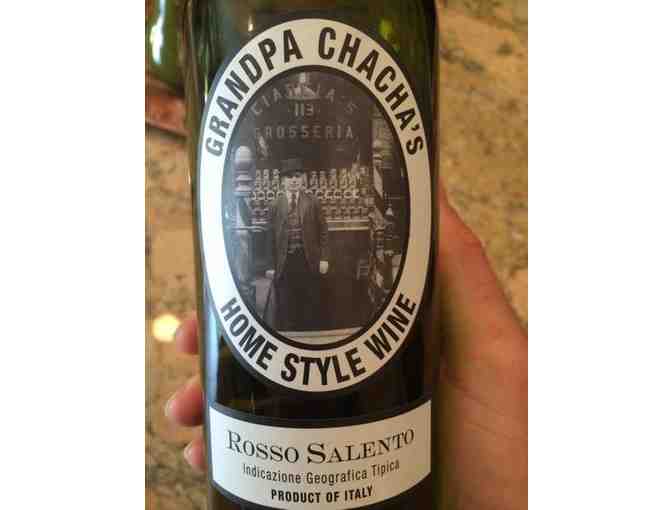 GRANDPA CHACHA'S
113
GROSSERIA
HOME STYLE WINE
ROSSO SALENTO
Indicazione Geografica Tipica
PRODUCT OF ITALY